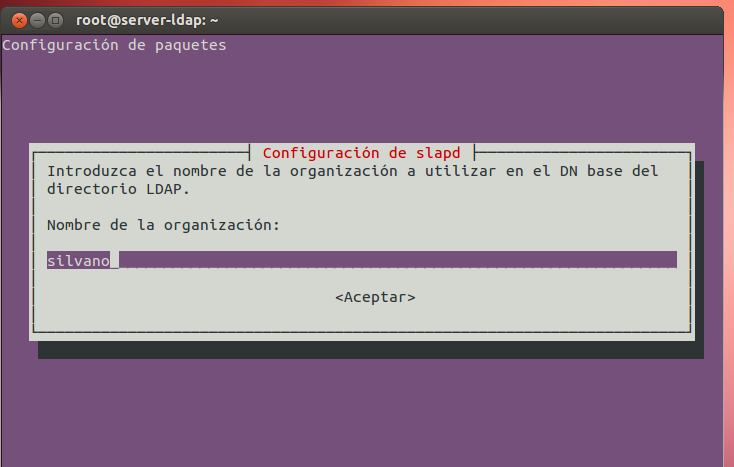 root@server-ldap: ~
Configuración de paquetes
Configuración de slapd
Introduzca el nombre de la organización a utilizar en el DN base del
directorio LDAP.
Nombre de la organización:
silvano
<Aceptar>